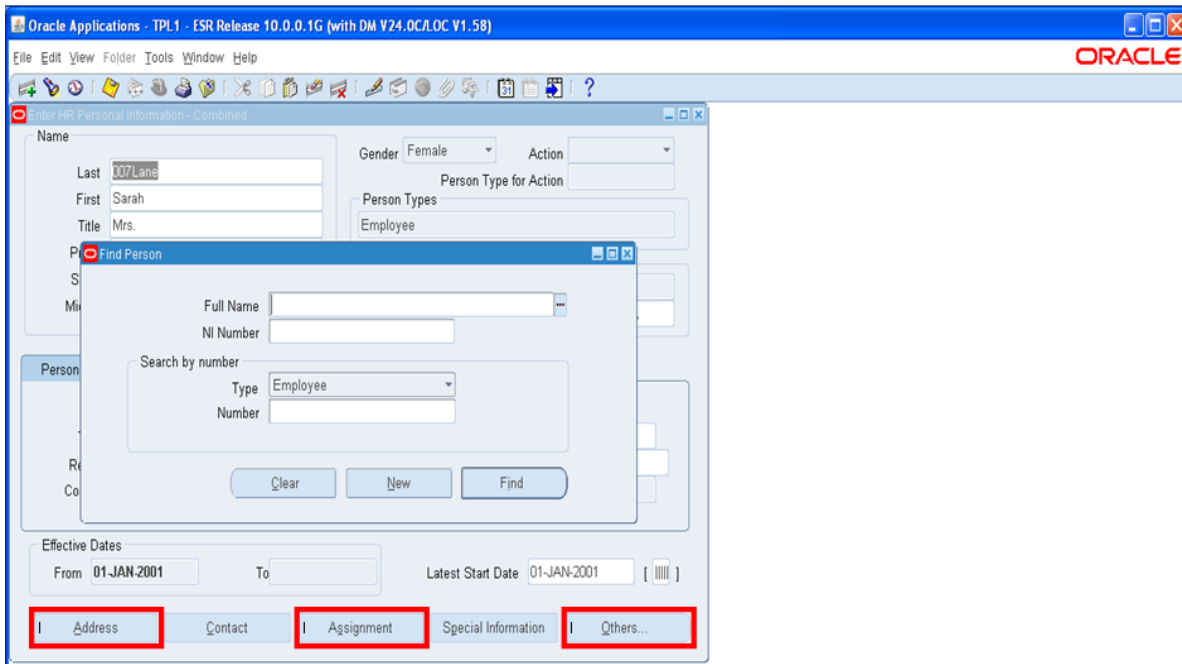 Oracle Applications - TPL1 - ESR Release 10.0.0.1G (with DM V24.0C/LOC V1.58)
File Edit View Folder Tools Window Help
ORACLE
31
?
Enter HR Personal Information - Combined
Name
Gender Female Action
Last 007Lane
Person Type for Action
First Sarah
Person Types
Title Mrs.
Employee
Find Person
Full Name
NI Number
Search by number
Person
Type Employee
Number
Clear New Find
Effective Dates
From 01-JAN-2001 To Latest Start Date 01-JAN-2001 [ ]
Address Contact Assignment Special Information Others...